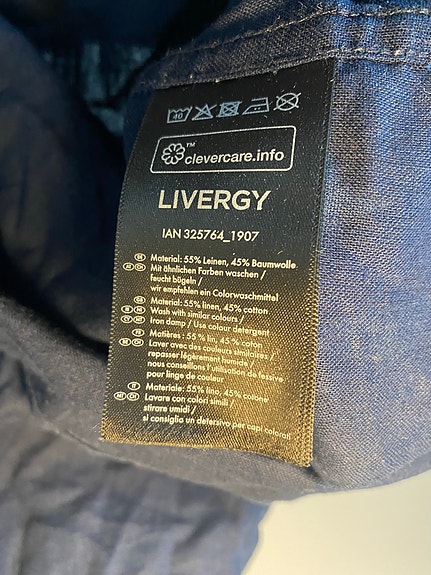 40
TM
clevercare.info
LIVERGY
IAN 325764_1907
Material: 55% Leinen, 45% Baumwolle.
Mit ähnlichen Farben waschen /
feucht bügeln /
wir empfehlen ein Colorwaschmittel
Material: 55% linen, 45% cotton
Wash with similar colours /
Iron damp / Use colour detergent
Matières : 55 % lin, 45 % coton
Laver avec des couleurs similaires /
repasser légèrement humide /
nous conseillons l'utilisation de lessive
pour linge de couleur
Materiale: 55% lino, 45% cotone
Lavare con colori simili /
stirare umidi /
si consiglia un detersivo per capi colorati